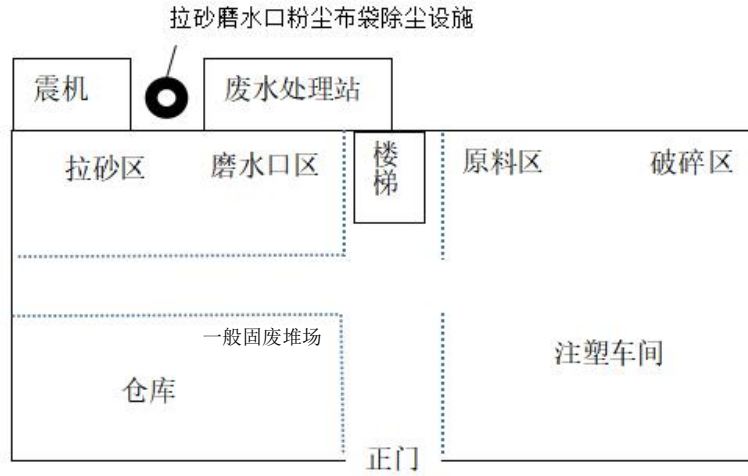 拉砂磨水口粉尘布袋除尘设施
震机
废水处理站
拉砂区
磨水口区
楼
梯
原料区
破碎区
一般固废堆场
注塑车间
仓库
正门